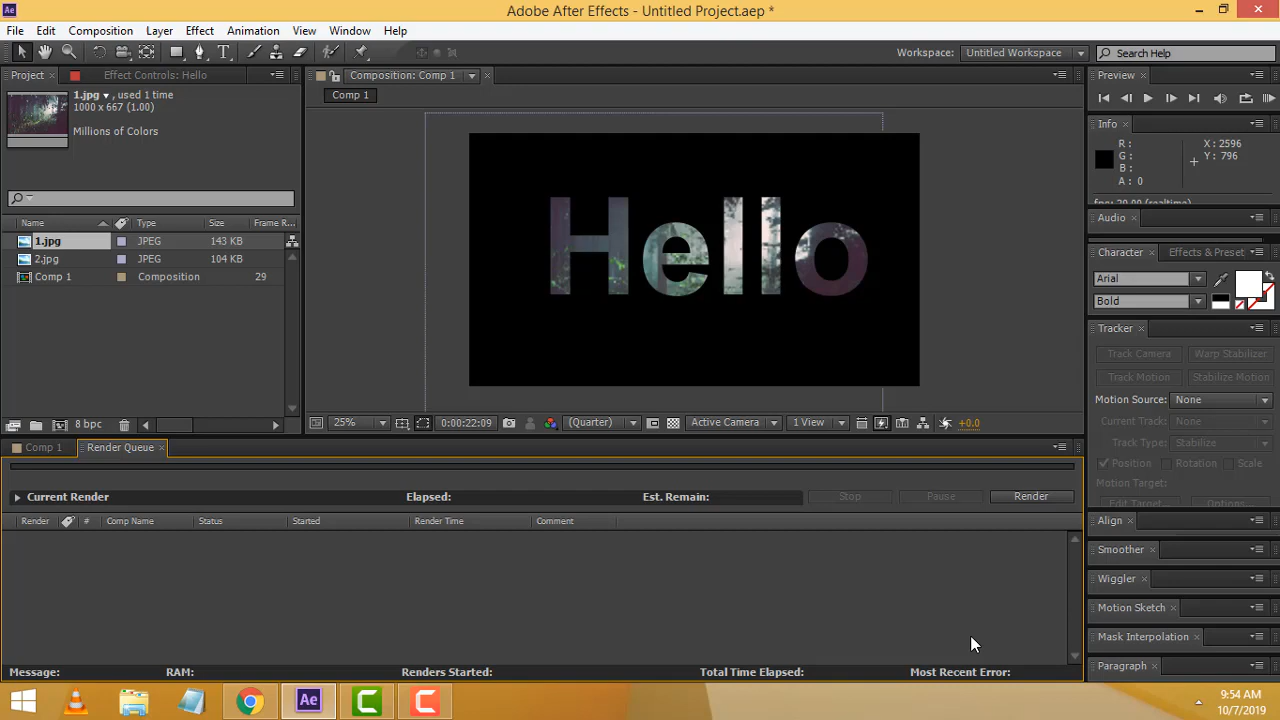 Adobe After Effects - Untitled Project.aep *
File Edit Composition Layer Effect Animation View Window Help
Workspace: Untitled Workspace Search Help
Project Effect Controls: Hello
Composition: Comp 1
Preview
1.jpg , used 1 time
1000 x 667 (1.00)
Comp 1
Millions of Colors
Info
R :
G :
B :
A : 0
X : 2596
Y : 796
Audio
Name Type Size Frame R...
1.jpg JPEG 143 KB
2.jpg JPEG 104 KB
Comp 1 Composition 29
Hello
Character Effects & Preset
Arial
Bold
Tracker
Track Camera Warp Stabilizer
Track Motion Stabilize Motion
Motion Source: None
Current Track: None
Track Type: Stabilize
Position Rotation Scale
Motion Target:
Edit Target... Options...
8 bpc
25% 0:00:22:09 (Quarter) Active Camera 1 View +0.0
Comp 1 Render Queue
Current Render Elapsed: Est. Remain: Stop Pause Render
Render # Comp Name Status Started Render Time Comment
Align
Smoother
Wiggler
Motion Sketch
Mask Interpolation
Paragraph
Message: RAM: Renders Started: Total Time Elapsed: Most Recent Error:
Ae
9:54 AM
10/7/2019